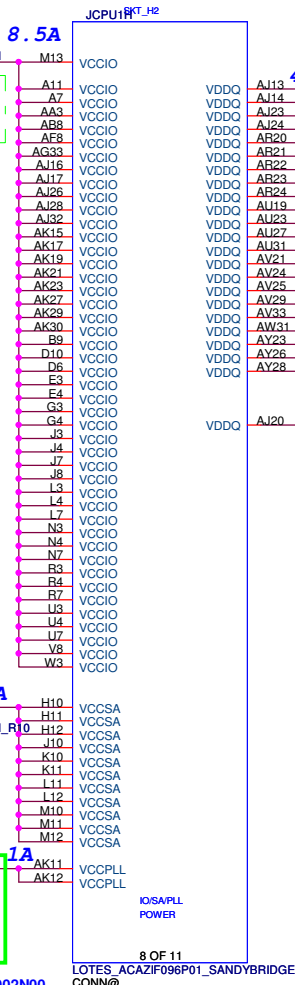 JCPU1H SKT_H2
8.5A
M13 VCCIO
A11 VCCIO VDDQ AJ13
A7 VCCIO VDDQ AJ14
AA3 VCCIO VDDQ AJ23
AB8 VCCIO VDDQ AJ24
AF8 VCCIO VDDQ AR20
AG33 VCCIO VDDQ AR21
AJ16 VCCIO VDDQ AR22
AJ17 VCCIO VDDQ AR23
AJ26 VCCIO VDDQ AR24
AJ28 VCCIO VDDQ AU19
AJ32 VCCIO VDDQ AU23
AK15 VCCIO VDDQ AU27
AK17 VCCIO VDDQ AU31
AK19 VCCIO VDDQ AV21
AK21 VCCIO VDDQ AV24
AK23 VCCIO VDDQ AV25
AK27 VCCIO VDDQ AV29
AK29 VCCIO VDDQ AV33
AK30 VCCIO VDDQ AW31
B9 VCCIO VDDQ AY23
D10 VCCIO VDDQ AY26
D6 VCCIO VDDQ AY28
E3 VCCIO
E4 VCCIO
G3 VCCIO
G4 VCCIO VDDQ AJ20
J3 VCCIO
J4 VCCIO
J7 VCCIO
J8 VCCIO
L3 VCCIO
L4 VCCIO
L7 VCCIO
N3 VCCIO
N4 VCCIO
N7 VCCIO
R3 VCCIO
R4 VCCIO
R7 VCCIO
U3 VCCIO
U4 VCCIO
U7 VCCIO
V8 VCCIO
W3 VCCIO
A
H10 VCCSA
H11 VCCSA
_R10 H12 VCCSA
J10 VCCSA
K10 VCCSA
K11 VCCSA
L11 VCCSA
L12 VCCSA
M10 VCCSA
M11 VCCSA
M12 VCCSA
1A
AK11 VCCPLL
AK12 VCCPLL
IO/SA/PLL
POWER
8 OF 11
LOTES_ACAZIF096P01_SANDYBRIDGE
CONN@